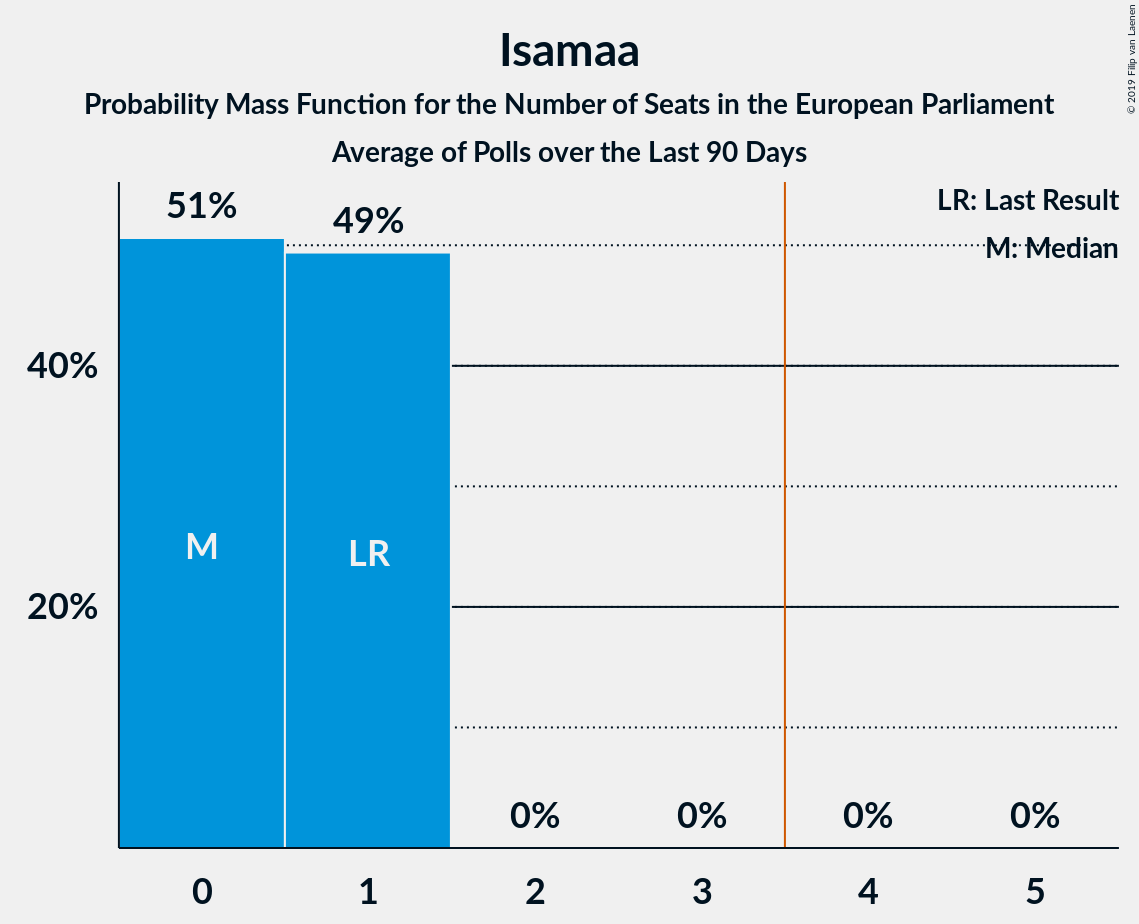 Isamaa
Probability Mass Function for the Number of Seats in the European Parliament
Average of Polls over the Last 90 Days
© 2019 Filip van Laenen
LR: Last Result
M: Median
51%
49%
40%
20%
M
LR
0%
0%
0%
0%
0
1
2
3
4
5